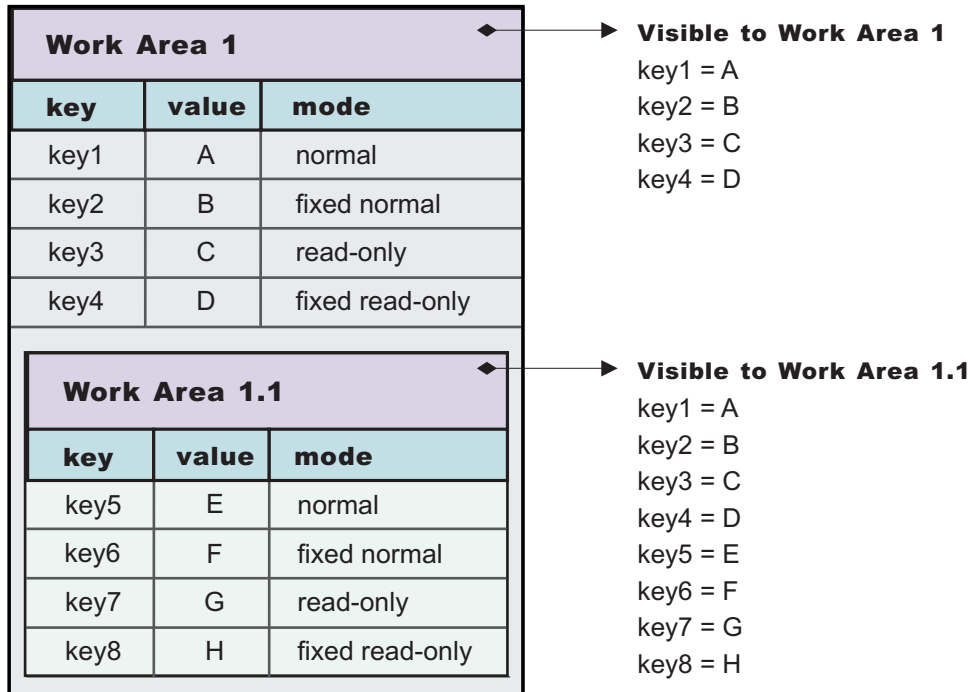 Work Area 1
key value mode
key1 A normal
key2 B fixed normal
key3 C read-only
key4 D fixed read-only
Visible to Work Area 1
key1 = A
key2 = B
key3 = C
key4 = D
Work Area 1.1
key value mode
key5 E normal
key6 F fixed normal
key7 G read-only
key8 H fixed read-only
Visible to Work Area 1.1
key1 = A
key2 = B
key3 = C
key4 = D
key5 = E
key6 = F
key7 = G
key8 = H